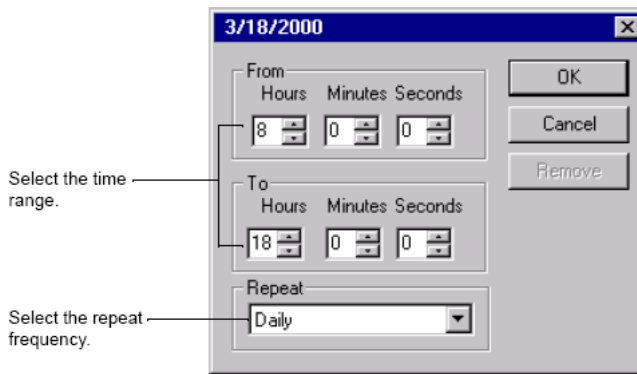 3/18/2000
From
Hours Minutes Seconds
8 0 0
OK
Cancel
Remove
Select the time
range.
To
Hours Minutes Seconds
18 0 0
Repeat
Daily
Select the repeat
frequency.